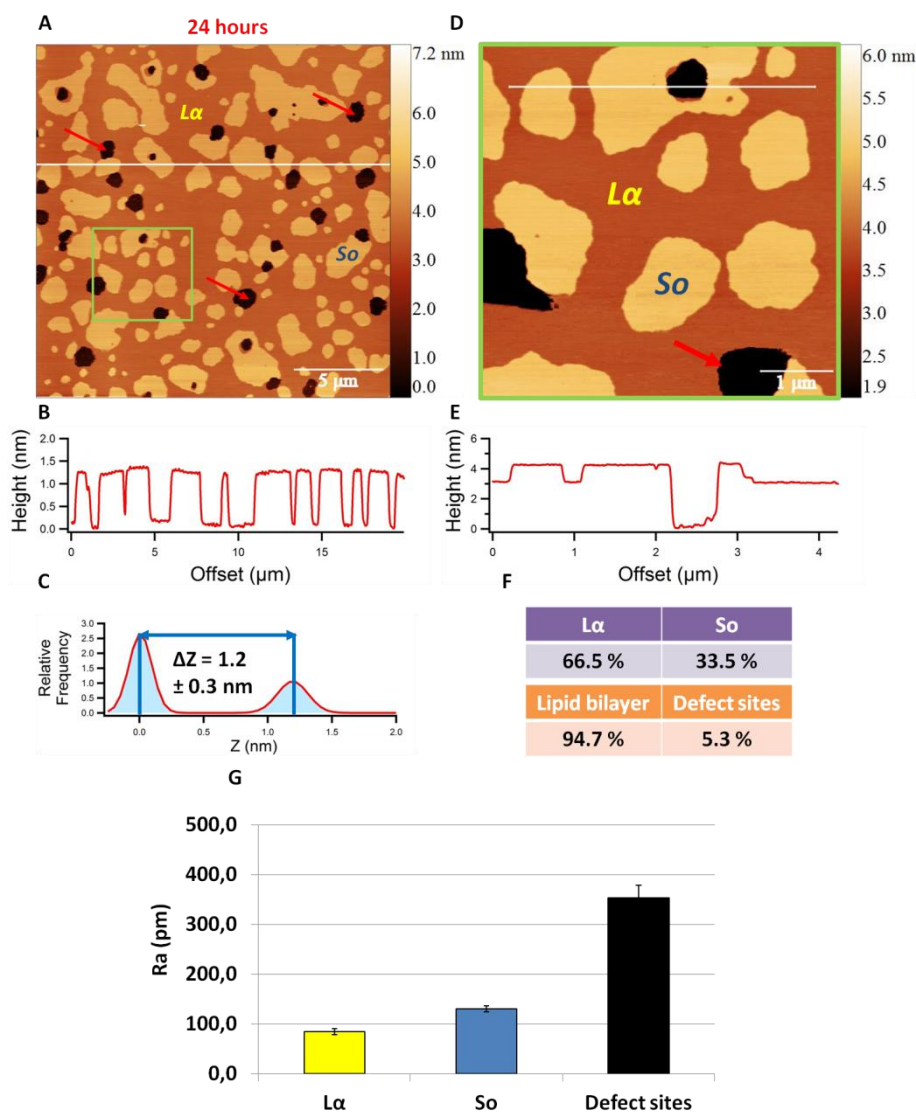 A
24 hours
7.2 nm
6.0
5.0
4.0
3.0
2.0
1.0
0.0
Lα
So
5 μm
D
6.0 nm
5.5
5.0
4.5
4.0
3.5
3.0
2.5
1.9
Lα
So
1 μm
B
Height (nm)
2.0
1.5
1.0
0.5
0.0
0
5
10
15
Offset (μm)
E
Height (nm)
6
4
2
0
0
1
2
3
4
Offset (μm)
C
Relative
Frequency
3.0
2.5
2.0
1.5
1.0
0.5
0.0
ΔZ = 1.2
± 0.3 nm
0.0
0.5
1.0
1.5
2.0
Z (nm)
F
Lα So
66.5 % 33.5 %
Lipid bilayer Defect sites
94.7 % 5.3 %
G
Ra (pm)
500,0
400,0
300,0
200,0
100,0
0,0
Lα
So
Defect sites